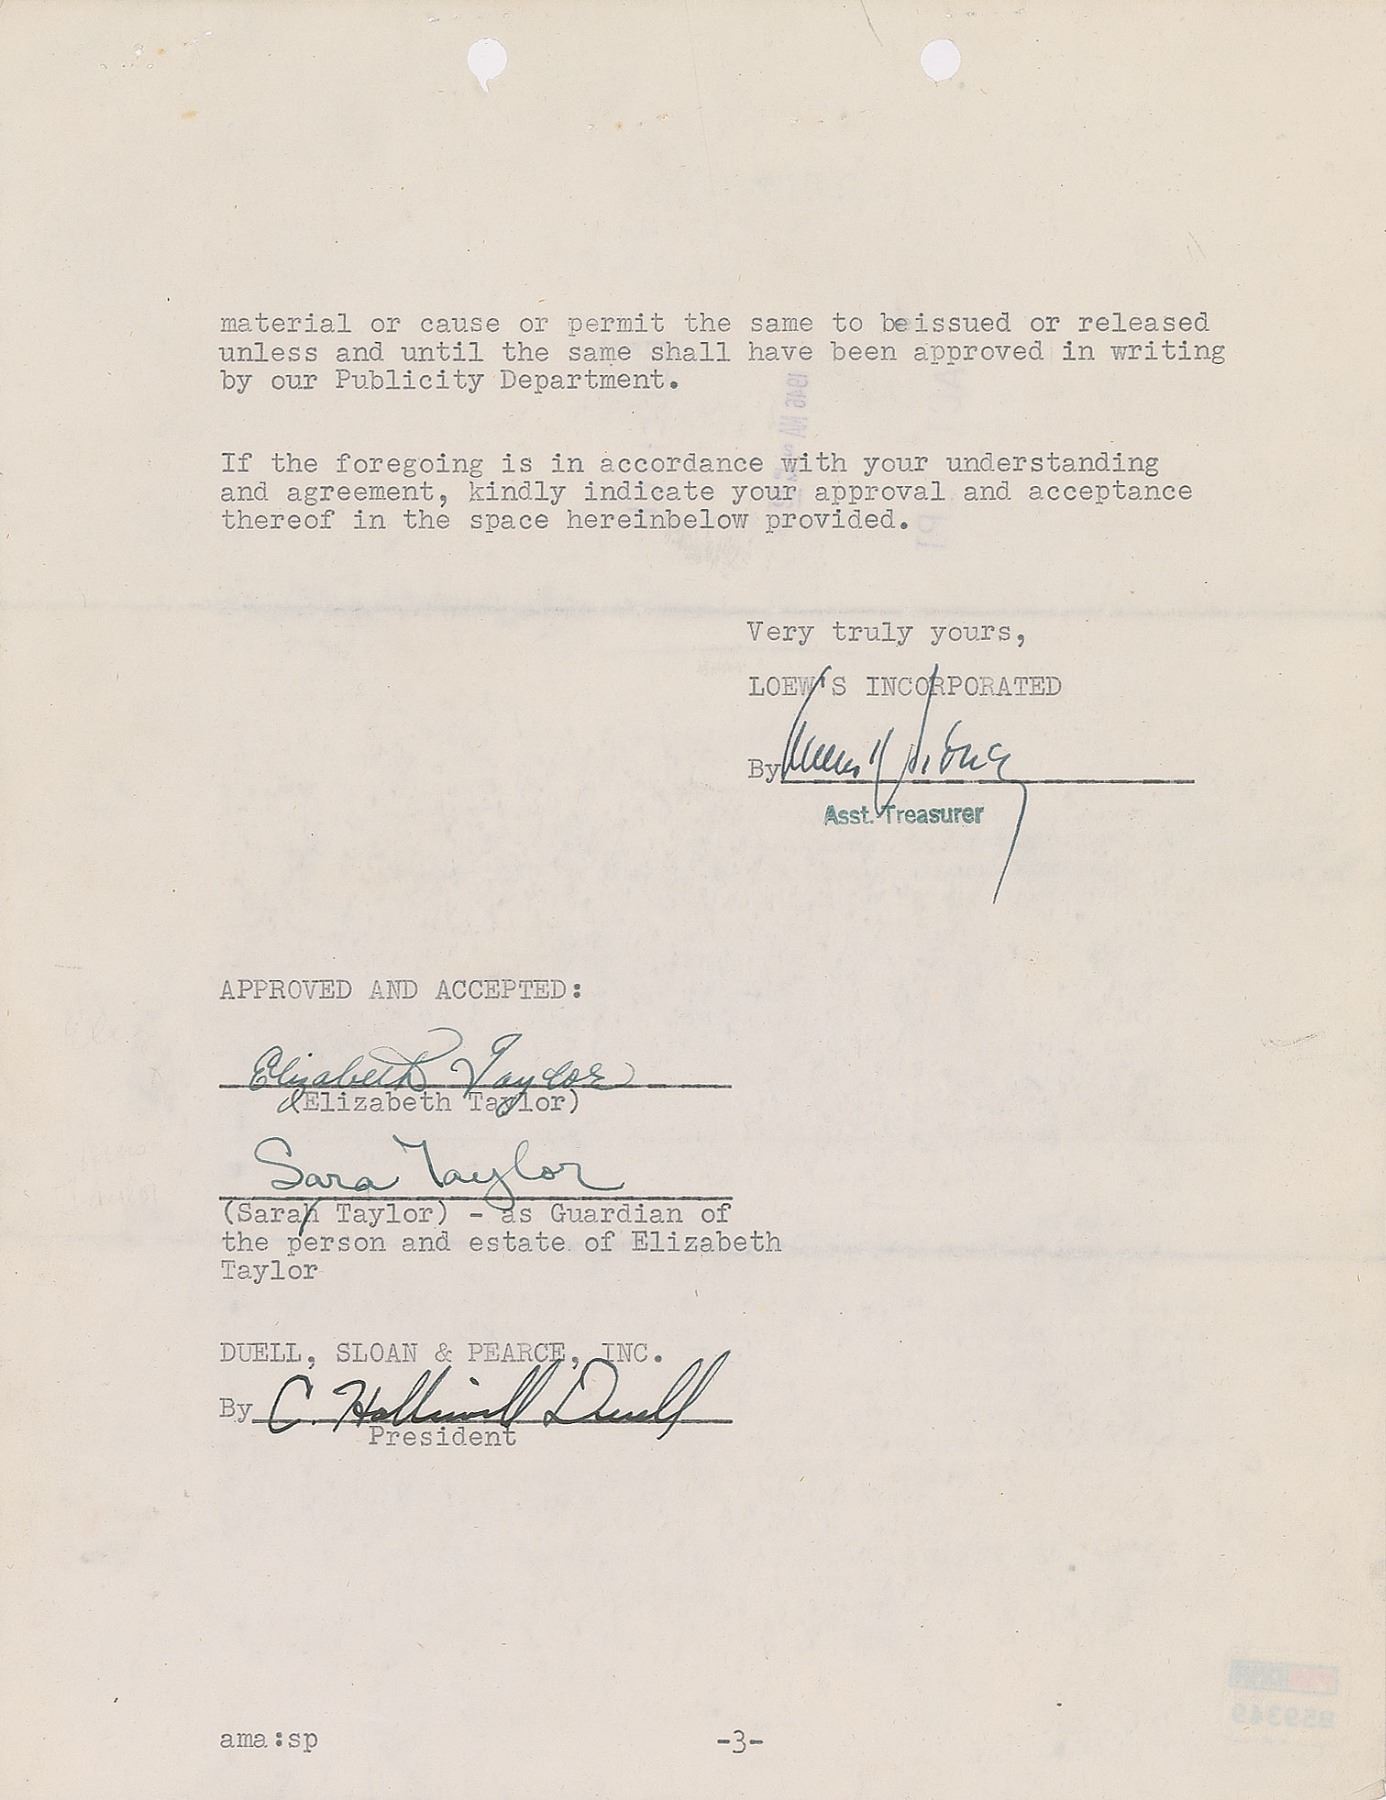 material or cause or permit the same to be issued or released
unless and until the same shall have been approved in writing
by our Publicity Department.
If the foregoing is in accordance with your understanding
and agreement, kindly indicate your approval and acceptance
thereof in the space hereinbelow provided.
Very truly yours,
LOEW'S INCORPORATED
By
Asst. Treasurer
APPROVED AND ACCEPTED:
Elizabeth Taylor
(Elizabeth Taylor)
Sara Taylor
(Sarah Taylor) - as Guardian of
the person and estate of Elizabeth
Taylor
DUELL, SLOAN & PEARCE, INC.
By C. Halliwell Duell
President
ama:sp
-3-
B59349